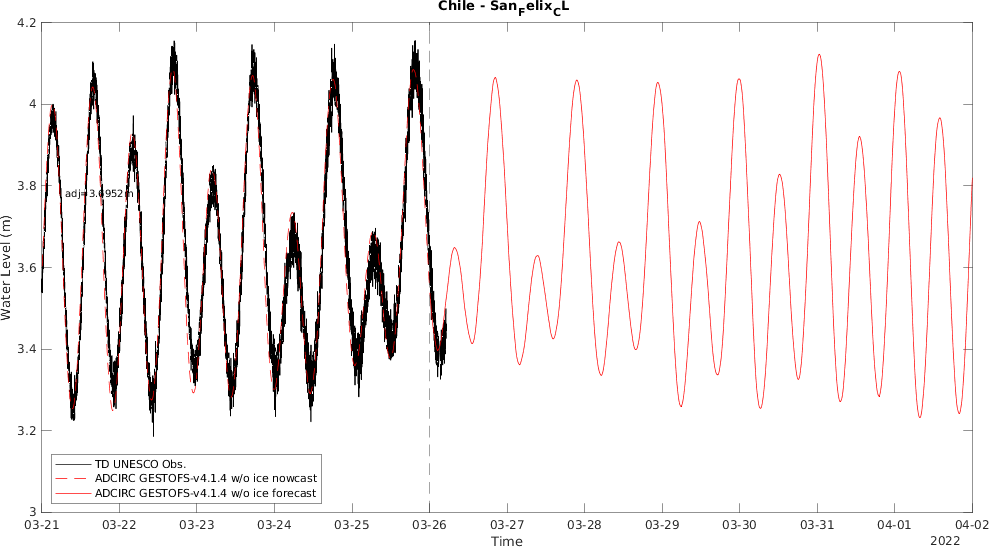 Chile - SanFelixCL
4.2
4
3.8
3.6
3.4
3.2
3
Water Level (m)
adj=3.6952m
TD UNESCO Obs.
ADCIRC GESTOFS-v4.1.4 w/o ice nowcast
ADCIRC GESTOFS-v4.1.4 w/o ice forecast
03-21 03-22 03-23 03-24 03-25 03-26 03-27 03-28 03-29 03-30 03-31 04-01 04-02
Time
2022